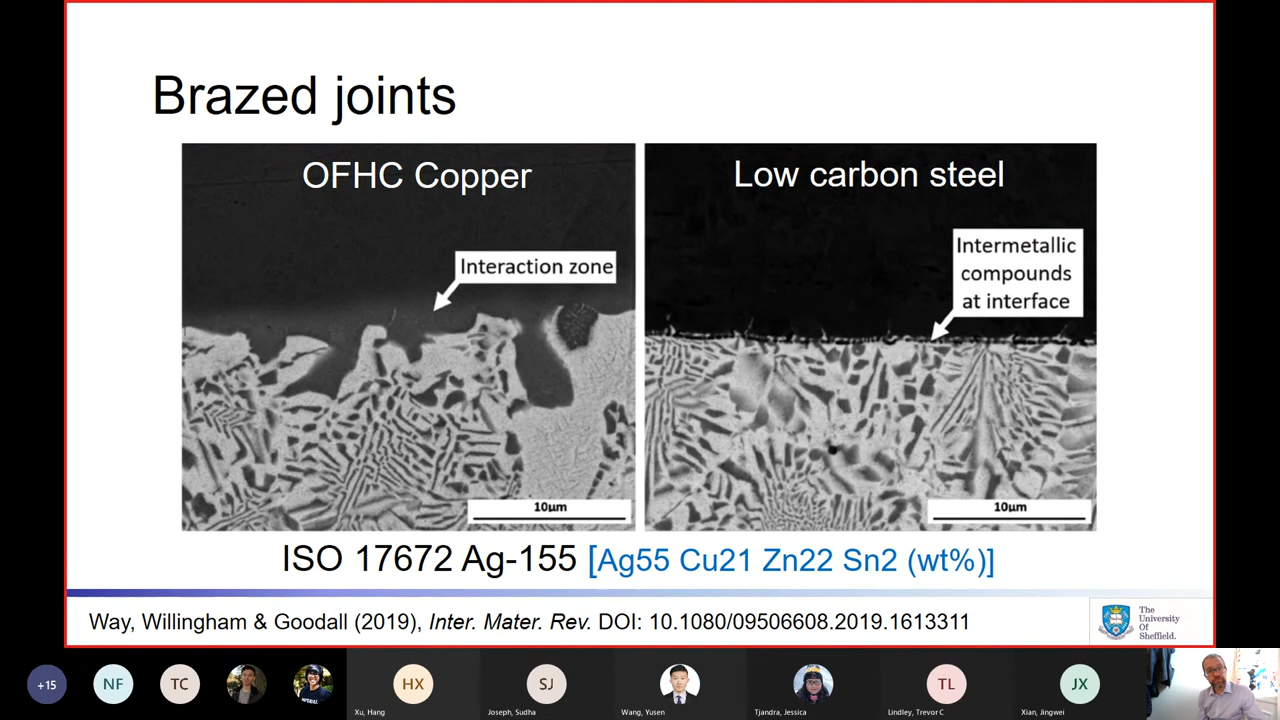 Brazed joints
OFHC Copper
Interaction zone
10µm
Low carbon steel
Intermetallic
compounds
at interface
10µm
ISO 17672 Ag-155 [Ag55 Cu21 Zn22 Sn2 (wt%)]
Way, Willingham & Goodall (2019), Inter. Mater. Rev. DOI: 10.1080/09506608.2019.1613311
The
University
Of
Sheffield.
+15
NF
TC
HX
Xu, Hang
SJ
Joseph, Sudha
Wang, Yusen
Tjandra, Jessica
TL
Lindley, Trevor C
JX
Xian, Jingwei